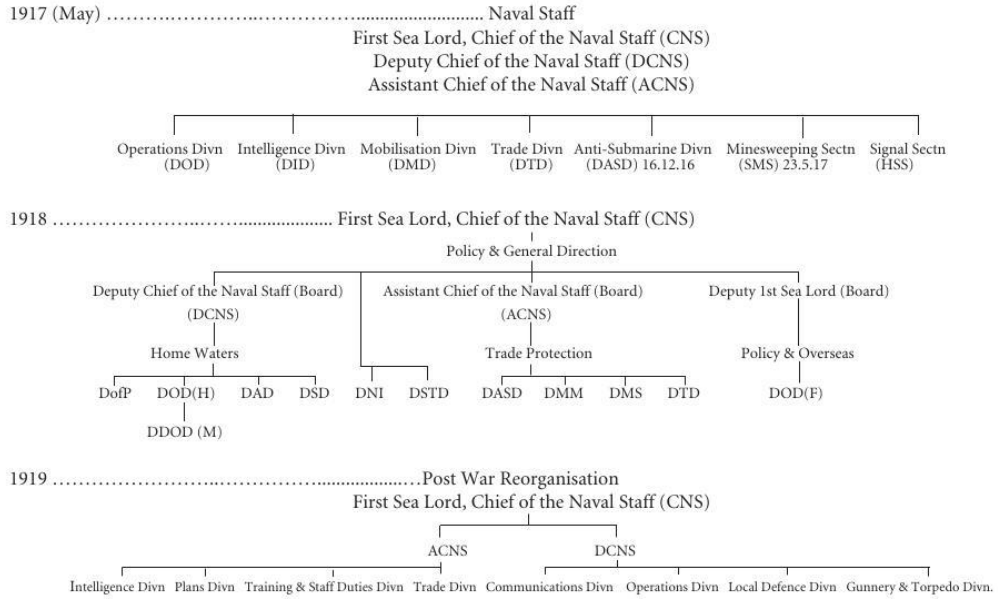 1917 (May) ……….…………..…………….......................... Naval Staff
First Sea Lord, Chief of the Naval Staff (CNS)
Deputy Chief of the Naval Staff (DCNS)
Assistant Chief of the Naval Staff (ACNS)
Operations Divn Intelligence Divn Mobilisation Divn Trade Divn Anti-Submarine Divn Minesweeping Sectn Signal Sectn
(DOD) (DID) (DMD) (DTD) (DASD) 16.12.16 (SMS) 23.5.17 (HSS)
1918 …………………..……..................... First Sea Lord, Chief of the Naval Staff (CNS)
Policy & General Direction
Deputy Chief of the Naval Staff (Board) Assistant Chief of the Naval Staff (Board) Deputy 1st Sea Lord (Board)
(DCNS) (ACNS)
Home Waters Trade Protection Policy & Overseas
DofP DOD(H) DAD DSD DNI DSTD DASD DMM DMS DTD DOD(F)
DDOD (M)
1919 ……………………..……………...................…Post War Reorganisation
First Sea Lord, Chief of the Naval Staff (CNS)
ACNS DCNS
Intelligence Divn Plans Divn Training & Staff Duties Divn Trade Divn Communications Divn Operations Divn Local Defence Divn Gunnery & Torpedo Divn.